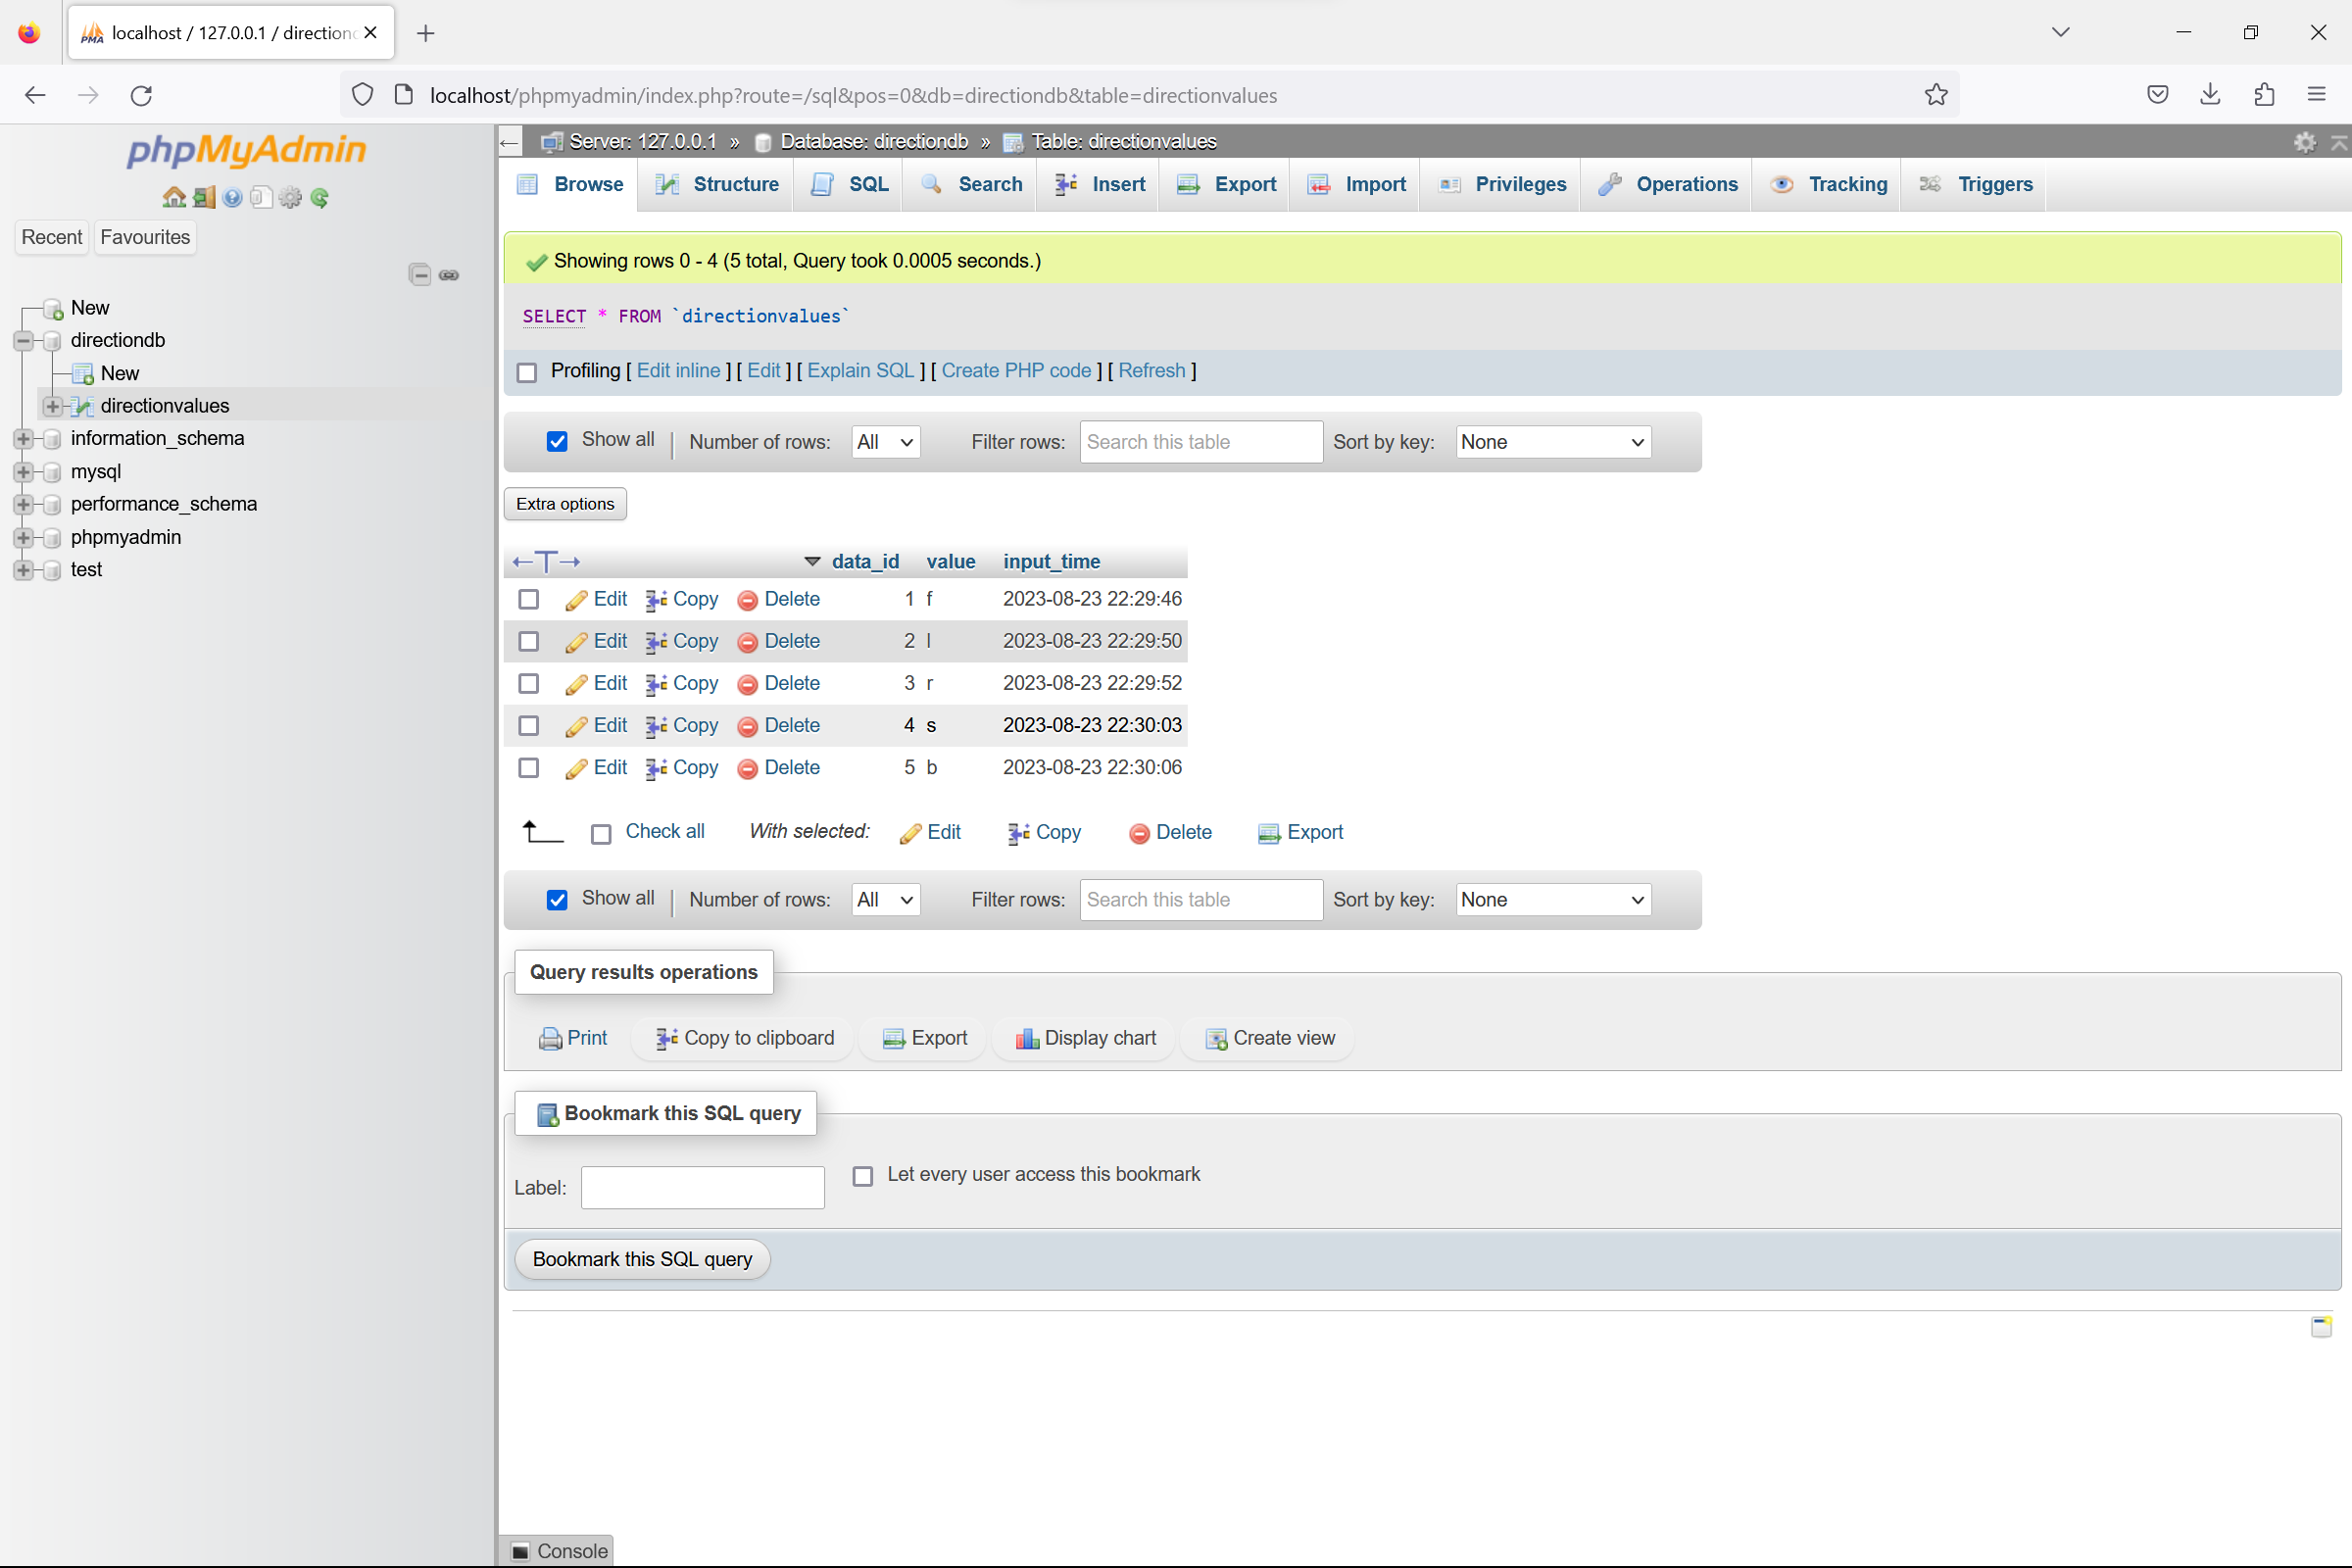 localhost / 127.0.0.1 / direction
localhost/phpmyadmin/index.php?route=/sql&pos=0&db=directiondb&table=directionvalues
phpMyAdmin
Recent Favourites
New
directiondb
New
directionvalues
information_schema
mysql
performance_schema
phpmyadmin
test
Server: 127.0.0.1 » Database: directiondb » Table: directionvalues
Browse Structure SQL Search Insert Export Import Privileges Operations Tracking Triggers
Showing rows 0 - 4 (5 total, Query took 0.0005 seconds.)
SELECT * FROM `directionvalues`
Profiling [ Edit inline ] [ Edit ] [ Explain SQL ] [ Create PHP code ] [ Refresh ]
Show all | Number of rows: All Filter rows: Search this table Sort by key: None
Extra options
←T→ data_id value input_time
Edit Copy Delete 1 f 2023-08-23 22:29:46
Edit Copy Delete 2 l 2023-08-23 22:29:50
Edit Copy Delete 3 r 2023-08-23 22:29:52
Edit Copy Delete 4 s 2023-08-23 22:30:03
Edit Copy Delete 5 b 2023-08-23 22:30:06
Check all With selected: Edit Copy Delete Export
Show all | Number of rows: All Filter rows: Search this table Sort by key: None
Query results operations
Print Copy to clipboard Export Display chart Create view
Bookmark this SQL query
Label: Let every user access this bookmark
Bookmark this SQL query
Console